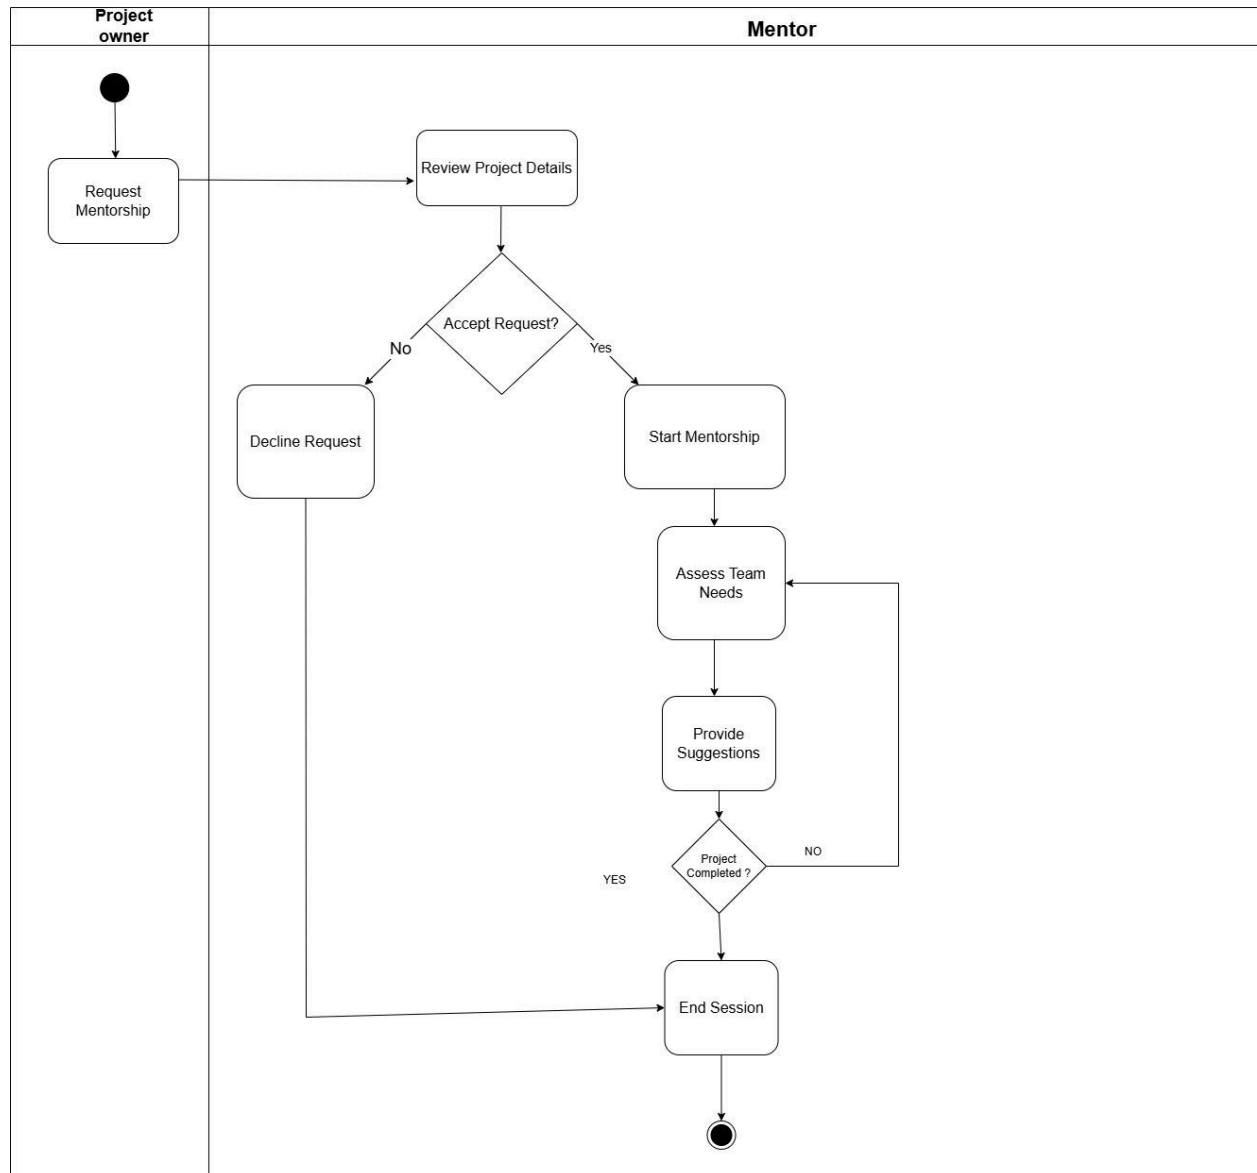 Project
owner
Mentor
Request
Mentorship
Review Project Details
Accept Request?
No
Yes
Decline Request
Start Mentorship
Assess Team
Needs
Provide
Suggestions
Project
Completed ?
NO
YES
End Session